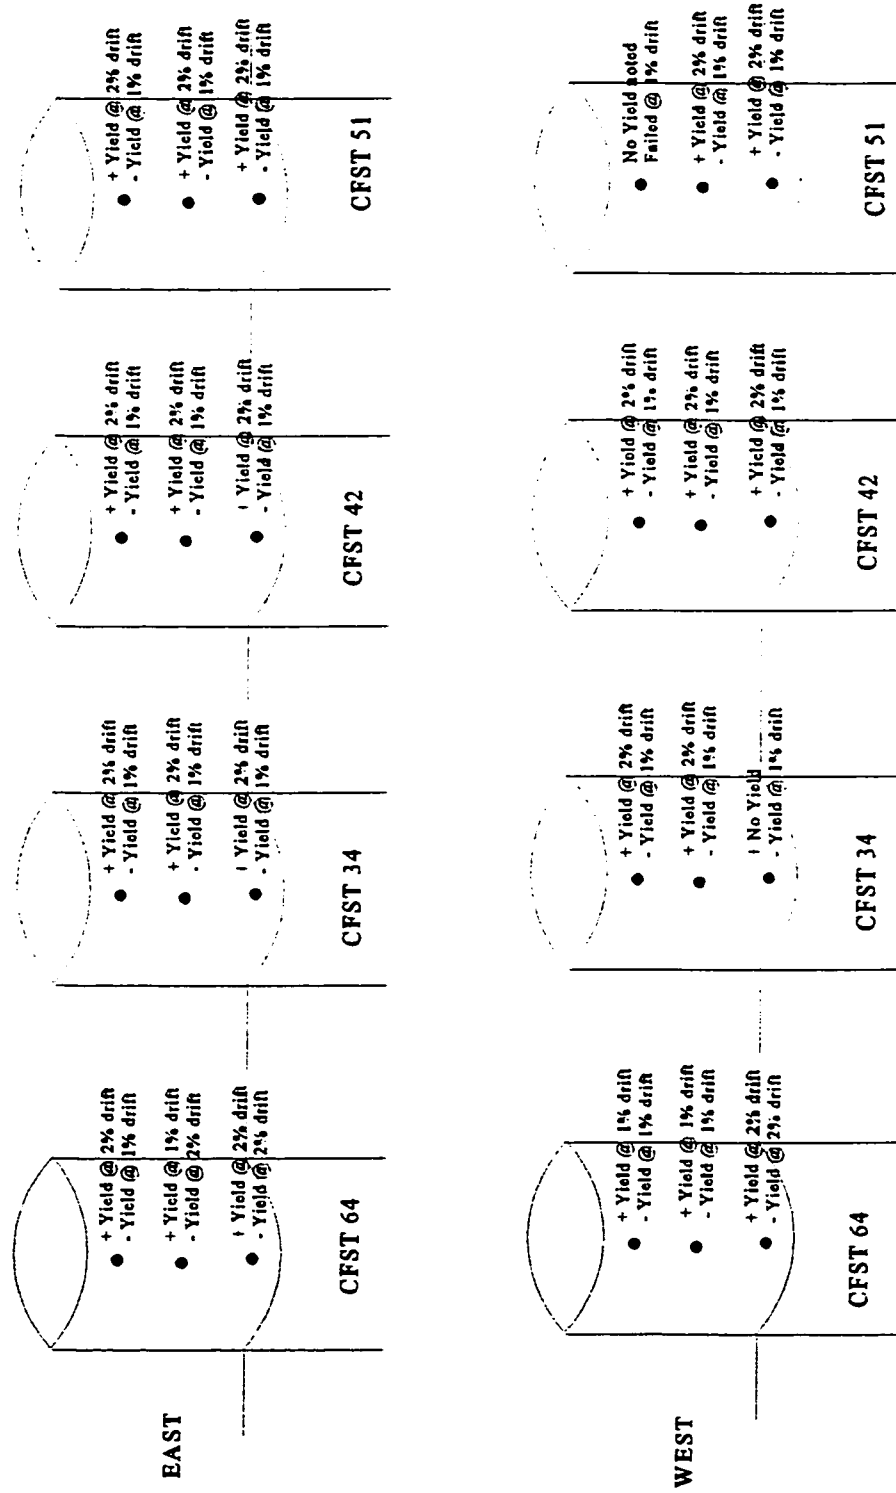 EAST
+ Yield @ 2% drift
- Yield @ 1% drift
+ Yield @ 1% drift
- Yield @ 2% drift
+ Yield @ 2% drift
- Yield @ 2% drift
CFST 64
+ Yield @ 2% drift
- Yield @ 1% drift
+ Yield @ 2% drift
- Yield @ 1% drift
+ Yield @ 2% drift
- Yield @ 1% drift
CFST 34
+ Yield @ 2% drift
- Yield @ 1% drift
+ Yield @ 2% drift
- Yield @ 1% drift
+ Yield @ 2% drift
- Yield @ 1% drift
CFST 42
+ Yield @ 2% drift
- Yield @ 1% drift
+ Yield @ 2% drift
- Yield @ 1% drift
+ Yield @ 2% drift
- Yield @ 1% drift
CFST 51
WEST
+ Yield @ 1% drift
- Yield @ 1% drift
+ Yield @ 1% drift
- Yield @ 1% drift
+ Yield @ 2% drift
- Yield @ 2% drift
CFST 64
+ Yield @ 2% drift
- Yield @ 1% drift
+ Yield @ 2% drift
- Yield @ 1% drift
+ No Yield
- Yield @ 1% drift
CFST 34
+ Yield @ 2% drift
- Yield @ 1% drift
+ Yield @ 2% drift
- Yield @ 1% drift
+ Yield @ 2% drift
- Yield @ 1% drift
CFST 42
No Yield noted
Failed @ 1% drift
+ Yield @ 2% drift
- Yield @ 1% drift
+ Yield @ 2% drift
- Yield @ 1% drift
CFST 51